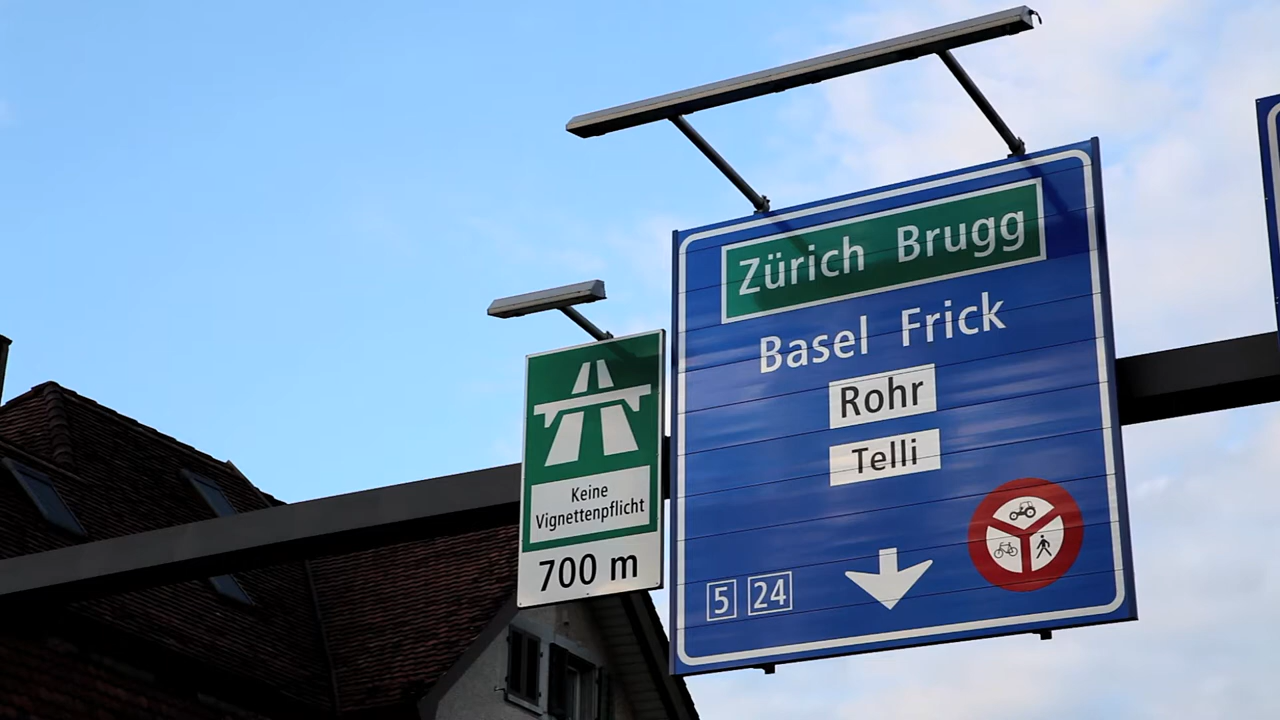 Zürich Brugg
Basel Frick
Rohr
Telli
5 24
Keine
Vignettenpflicht
700 m